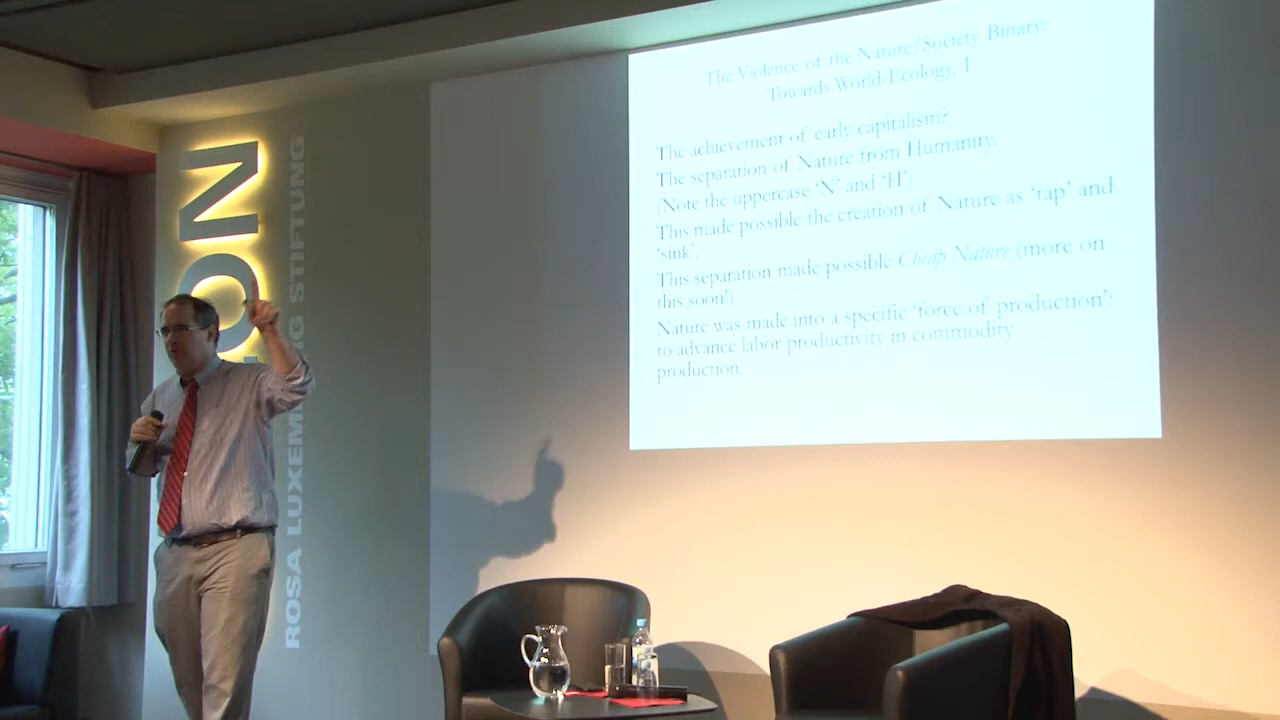 ON
ROSA LUXEM NG STIFTUNG
The Violence of the Nature/Society Binary:
Towards World-Ecology, I
The achievement of early capitalism?
The separation of Nature from Humanity.
(Note the uppercase ‘N’ and ‘H’)
This made possible the creation of Nature as ‘tap’ and
‘sink’.
This separation made possible Cheap Nature (more on
this soon!)
Nature was made into a specific ‘force of production’:
to advance labor productivity in commodity
production.